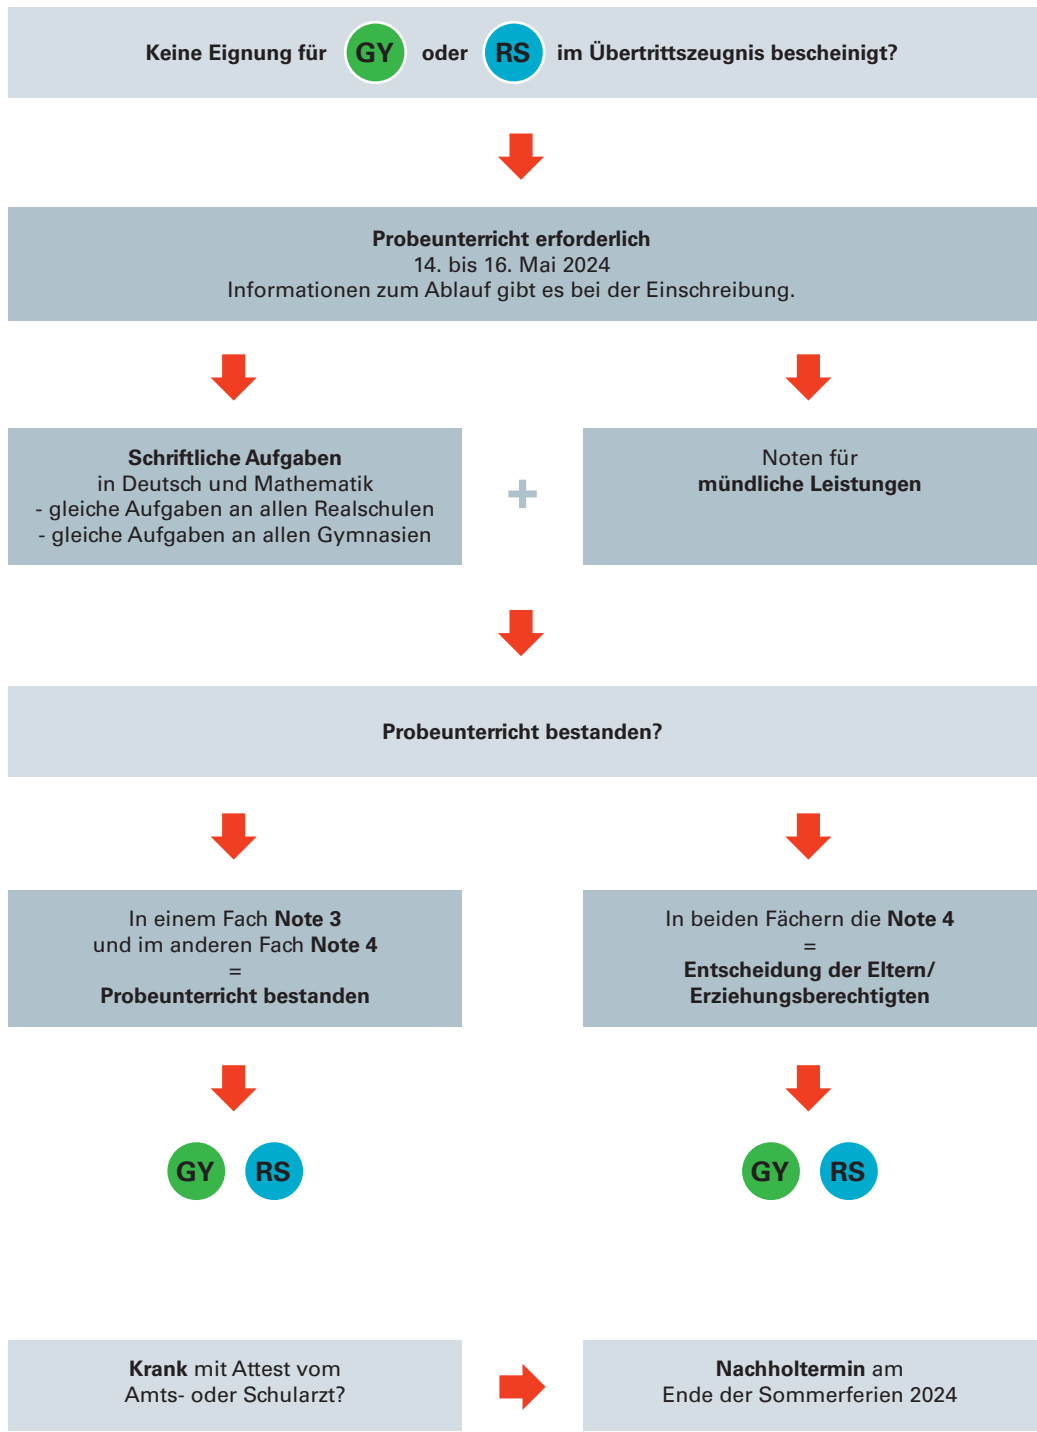 Keine Eignung für GY oder RS im Übertrittszeugnis bescheinigt?
Probeunterricht erforderlich
14. bis 16. Mai 2024
Informationen zum Ablauf gibt es bei der Einschreibung.
Schriftliche Aufgaben
in Deutsch und Mathematik
- gleiche Aufgaben an allen Realschulen
- gleiche Aufgaben an allen Gymnasien
+
Noten für
mündliche Leistungen
Probeunterricht bestanden?
In einem Fach Note 3
und im anderen Fach Note 4
=
Probeunterricht bestanden
In beiden Fächern die Note 4
=
Entscheidung der Eltern/
Erziehungsberechtigten
GY RS
GY RS
Krank mit Attest vom
Amts- oder Schularzt?
Nachholtermin am
Ende der Sommerferien 2024